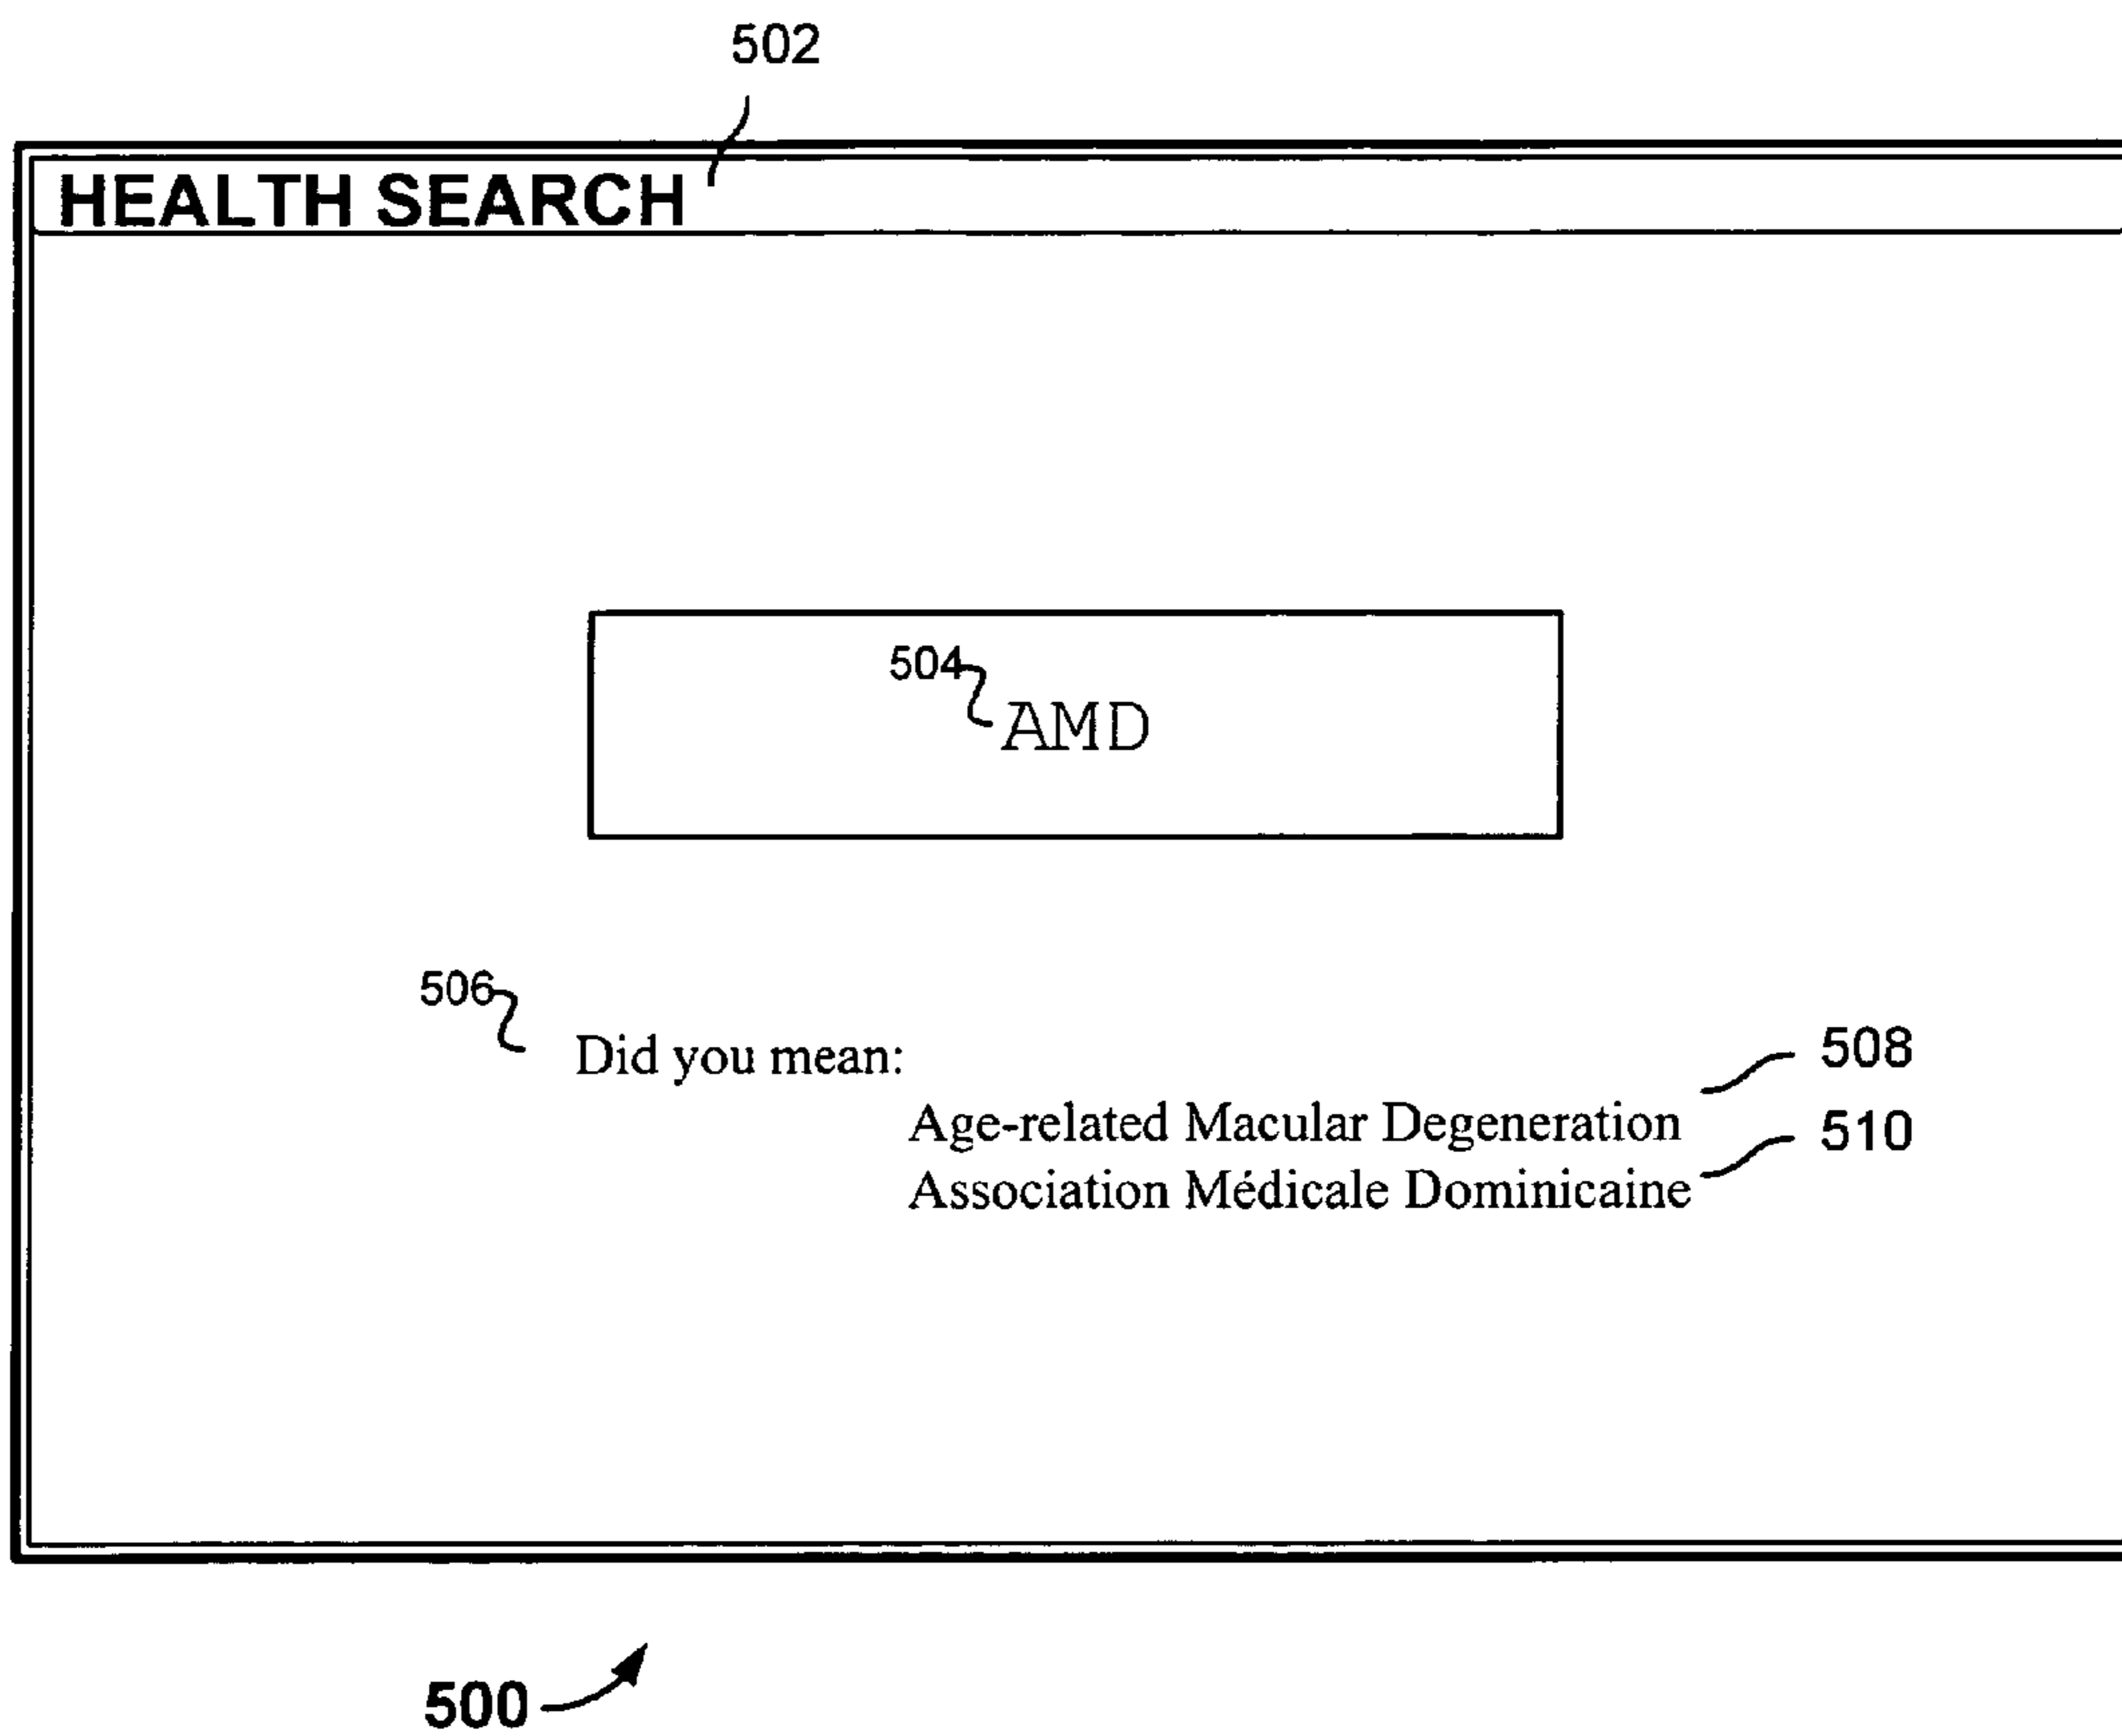 502
HEALTH SEARCH
504
AMD
506
Did you mean:
508
Age-related Macular Degeneration
510
Association Médicale Dominicaine
500